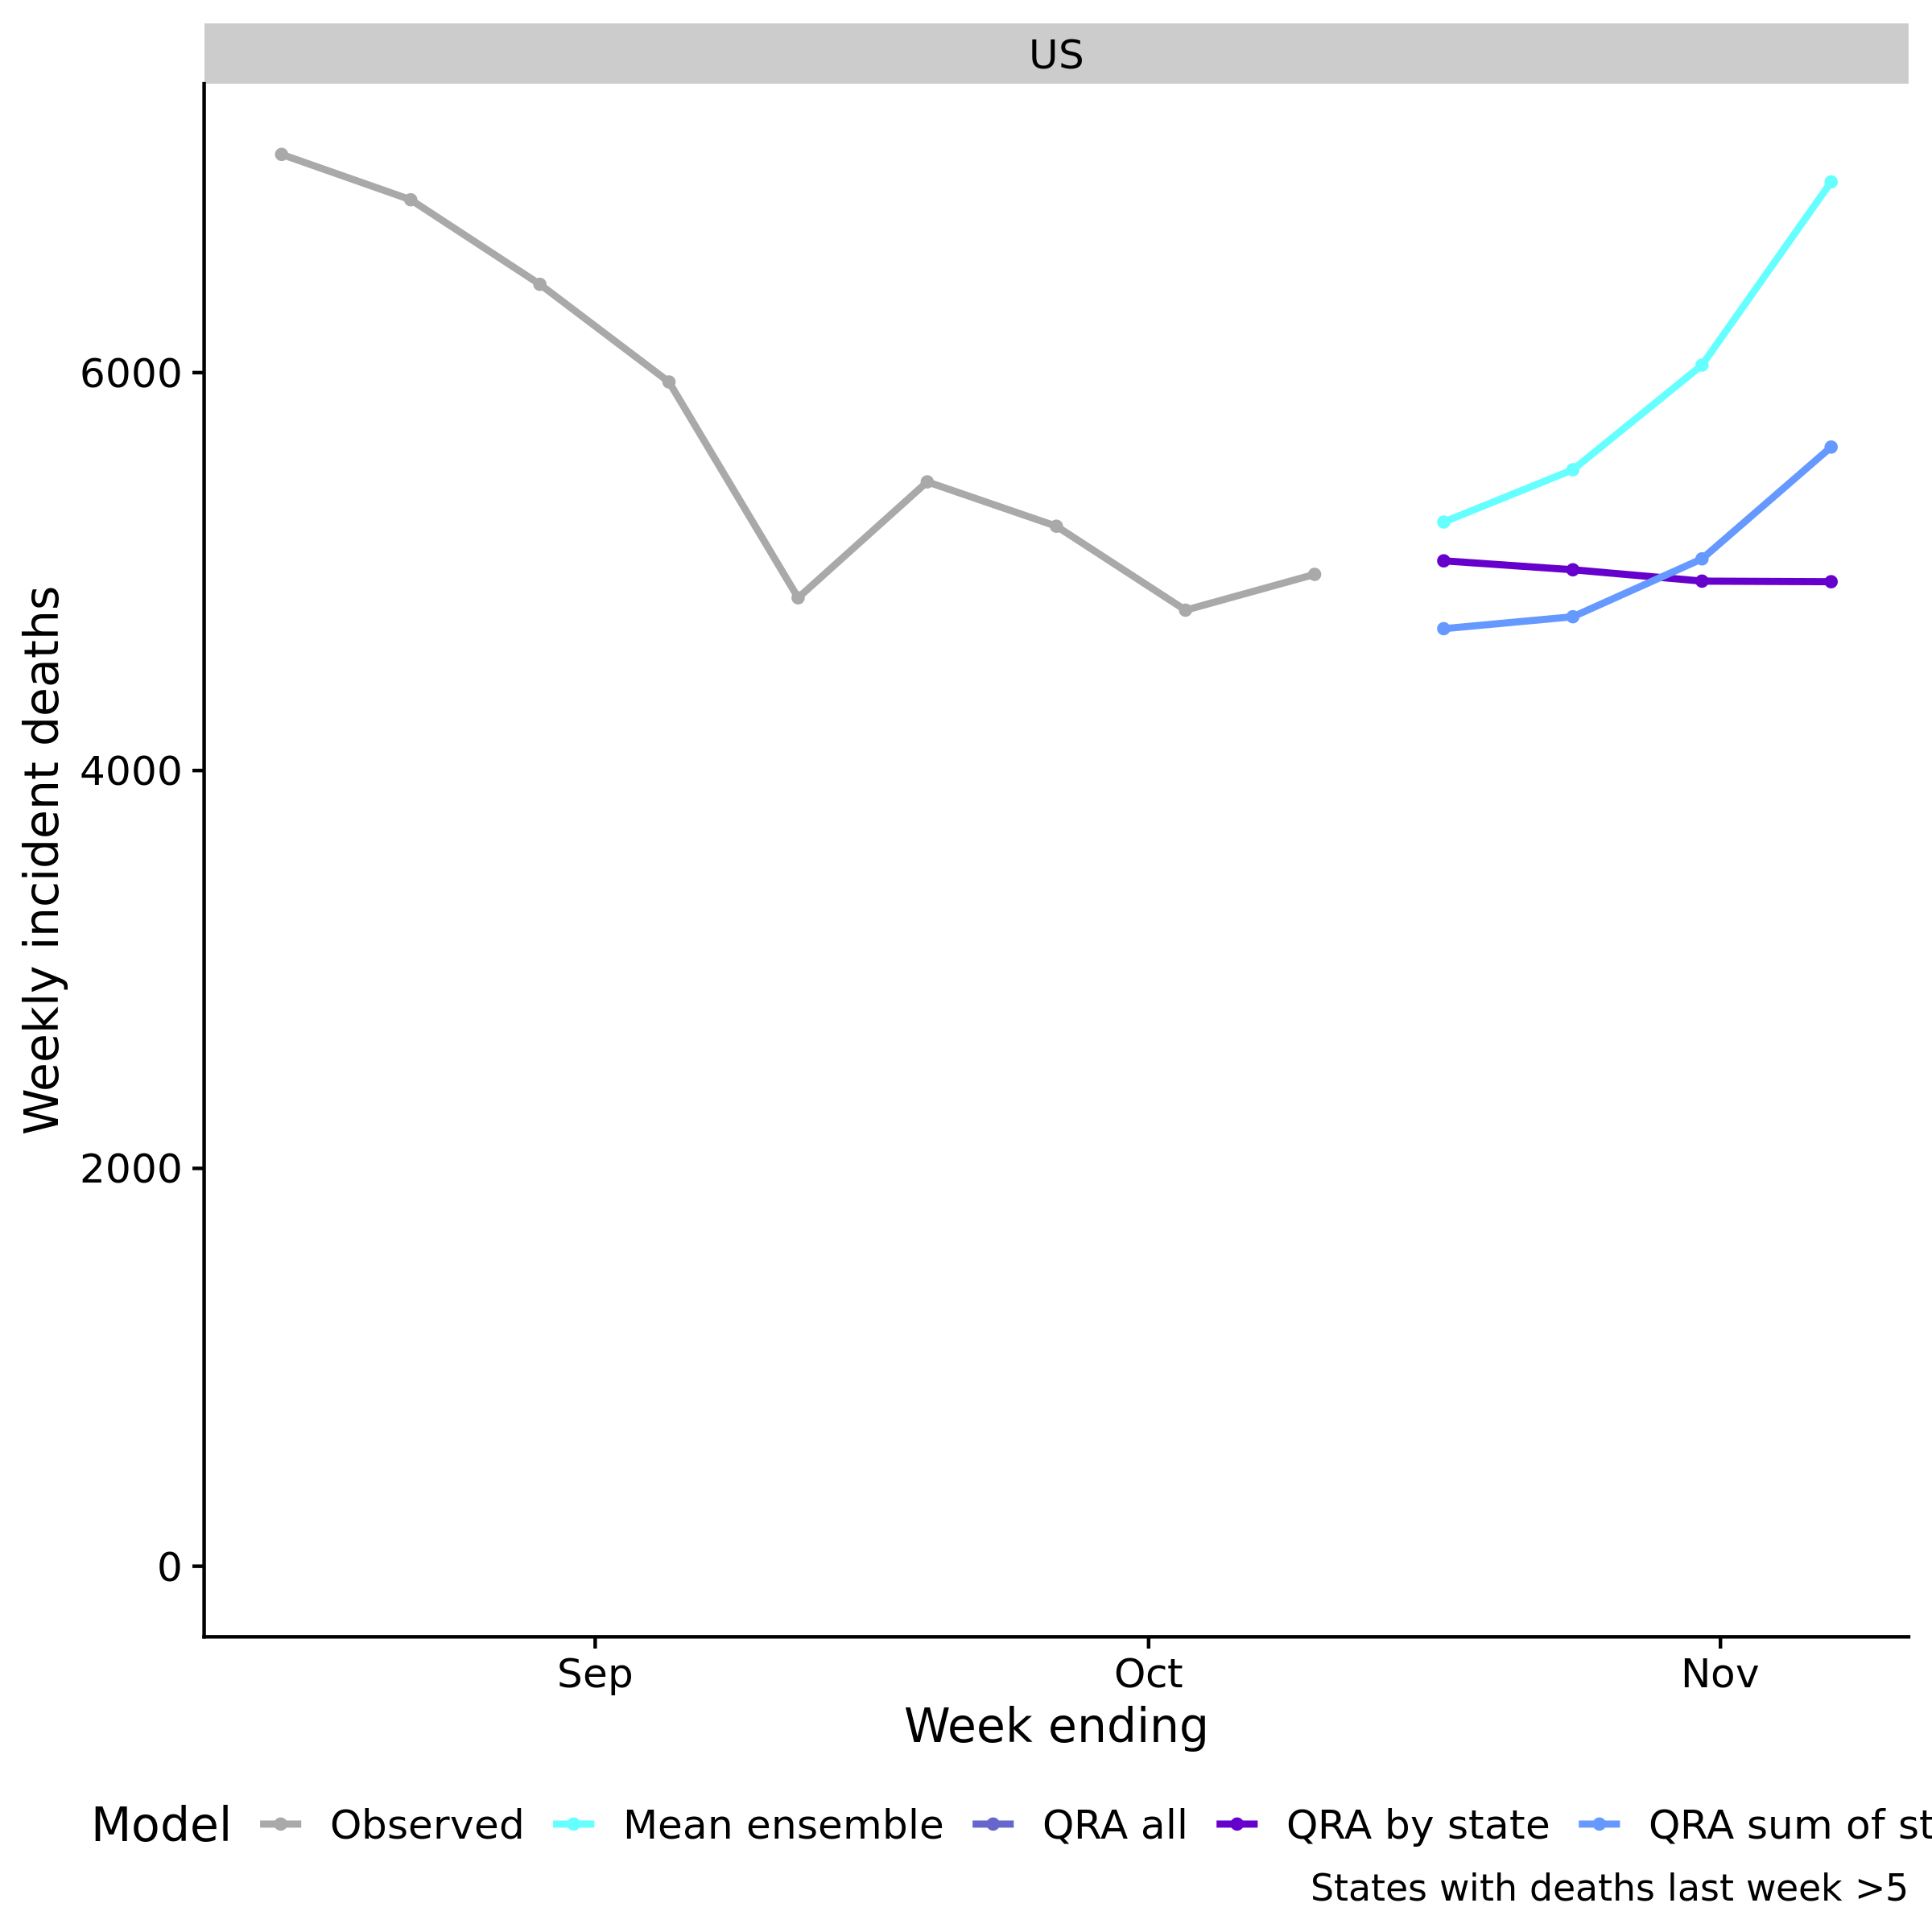 US
Weekly incident deaths
6000
4000
2000
0
Sep Oct Nov
Week ending
Model Observed Mean ensemble QRA all QRA by state QRA sum of st
States with deaths last week >5